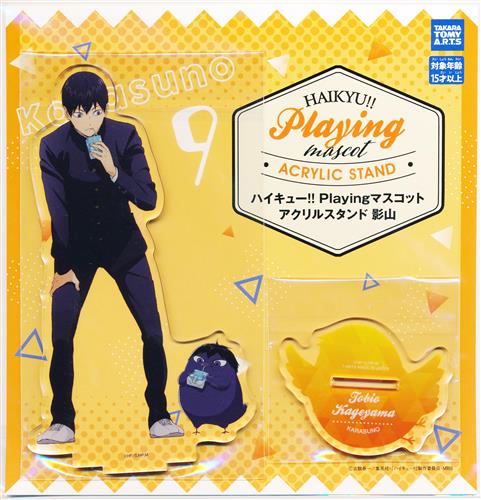 TAKARA
TOMY
A.R.T.S
対象年齢
15才以上
Karasuno
9
HAIKYU!!
Playing
mascot
• ACRYLIC STAND •
ハイキュー!! Playingマスコット
アクリルスタンド 影山
Tobio
Kageyama
KARASUNO